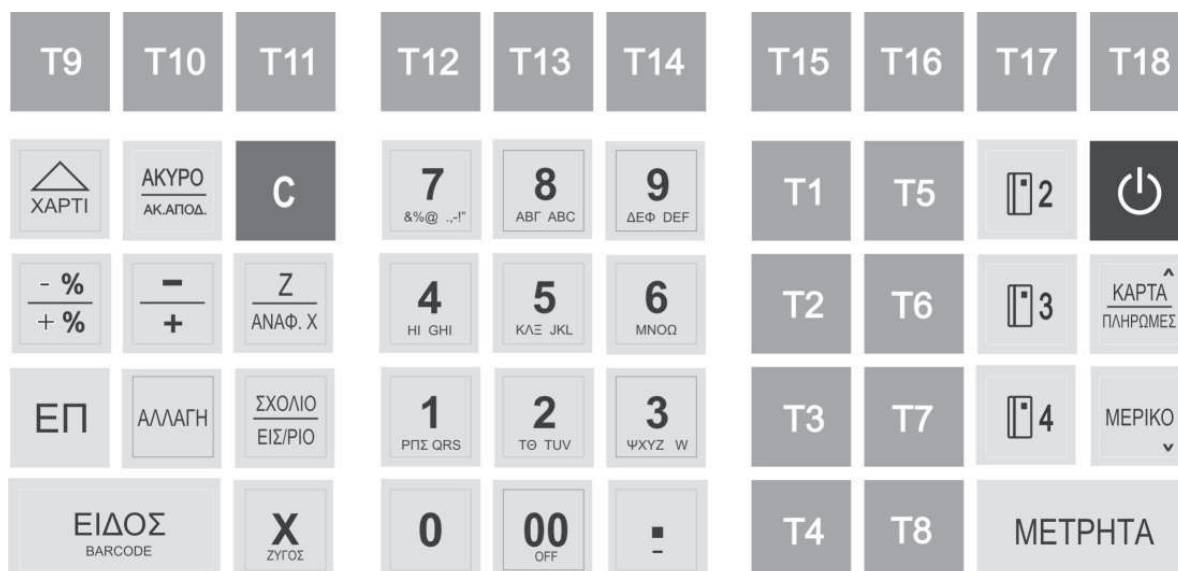 T9 T10 T11 T12 T13 T14 T15 T16 T17 T18
ΧΑΡΤΙ
ΑΚΥΡΟ
ΑΚ.ΑΠΟΔ.
C
7
&%@ .,-!"
8
ΑΒΓ ABC
9
ΔΕΦ DEF
T1
T5
2
- %
+ %
-
+
Z
ΑΝΑΦ. Χ
4
ΗΙ GHI
5
ΚΛΞ JKL
6
ΜΝΟΩ
T2
T6
3
ΚΑΡΤΑ ^
ΠΛΗΡΩΜΕΣ
ΕΠ
ΑΛΛΑΓΗ
ΣΧΟΛΙΟ
ΕΙΣ/ΡΙΟ
1
ΡΠΣ QRS
2
ΤΘ TUV
3
ΨΧΥΖ W
T3
T7
4
ΜΕΡΙΚΟ
ΕΙΔΟΣ
BARCODE
X
ΖΥΓΟΣ
0
00
OFF
.
-
T4
T8
ΜΕΤΡΗΤΑ